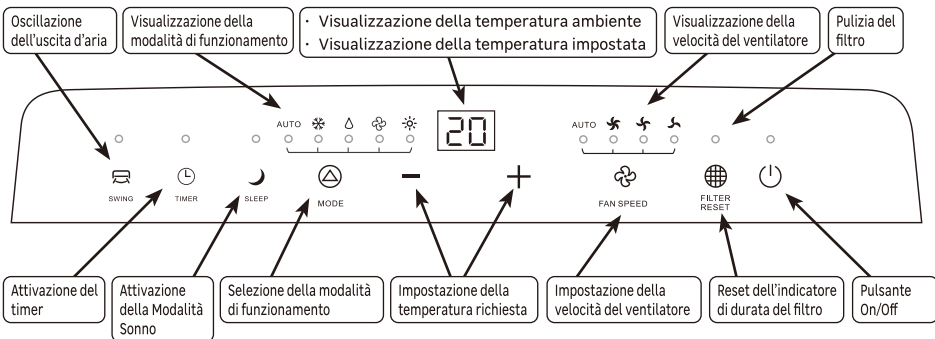 Oscillazione
dell'uscita d'aria
Visualizzazione della
modalità di funzionamento
· Visualizzazione della temperatura ambiente
· Visualizzazione della temperatura impostata
Visualizzazione della
velocità del ventilatore
Pulizia del
filtro
AUTO
20
AUTO
SWING
TIMER
SLEEP
MODE
FAN SPEED
FILTER
RESET
Attivazione del
timer
Attivazione
della Modalità
Sonno
Selezione della modalità
di funzionamento
Impostazione della
temperatura richiesta
Impostazione della
velocità del ventilatore
Reset dell'indicatore
di durata del filtro
Pulsante
On/Off